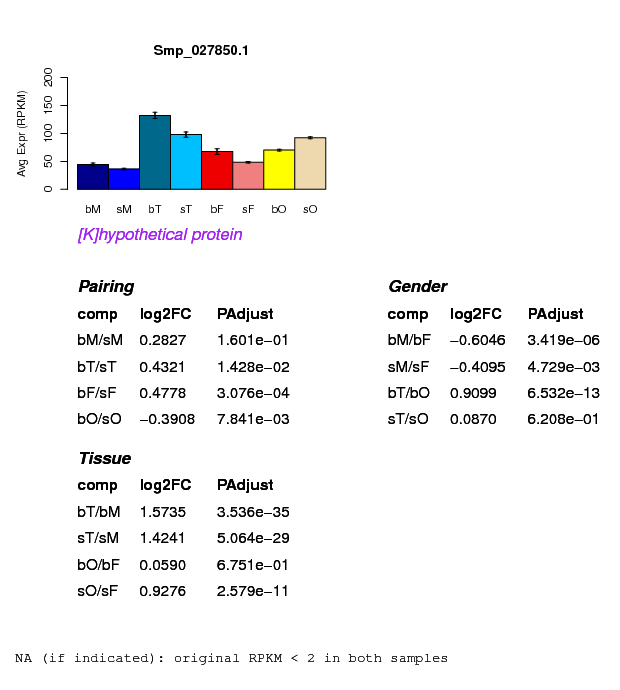 Smp_027850.1
Avg Expr (RPKM)
200
150
100
50
0
bM sM bT sT bF sF bO sO
[K]hypothetical protein
Pairing
comp log2FC PAdjust
bM/sM 0.2827 1.601e−01
bT/sT 0.4321 1.428e−02
bF/sF 0.4778 3.076e−04
bO/sO −0.3908 7.841e−03
Gender
comp log2FC PAdjust
bM/bF −0.6046 3.419e−06
sM/sF −0.4095 4.729e−03
bT/bO 0.9099 6.532e−13
sT/sO 0.0870 6.208e−01
Tissue
comp log2FC PAdjust
bT/bM 1.5735 3.536e−35
sT/sM 1.4241 5.064e−29
bO/bF 0.0590 6.751e−01
sO/sF 0.9276 2.579e−11
NA (if indicated): original RPKM < 2 in both samples